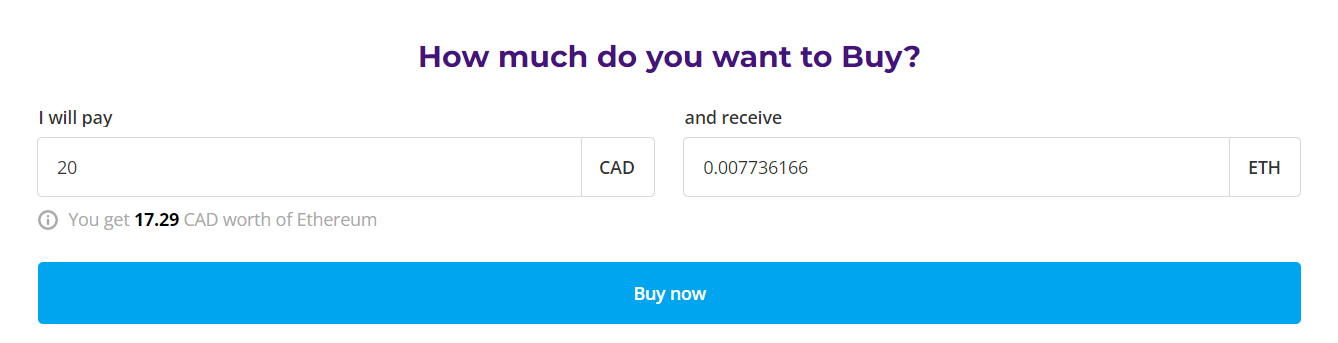 How much do you want to Buy?
I will pay
and receive
20
CAD
0.007736166
ETH
You get 17.29 CAD worth of Ethereum
Buy now